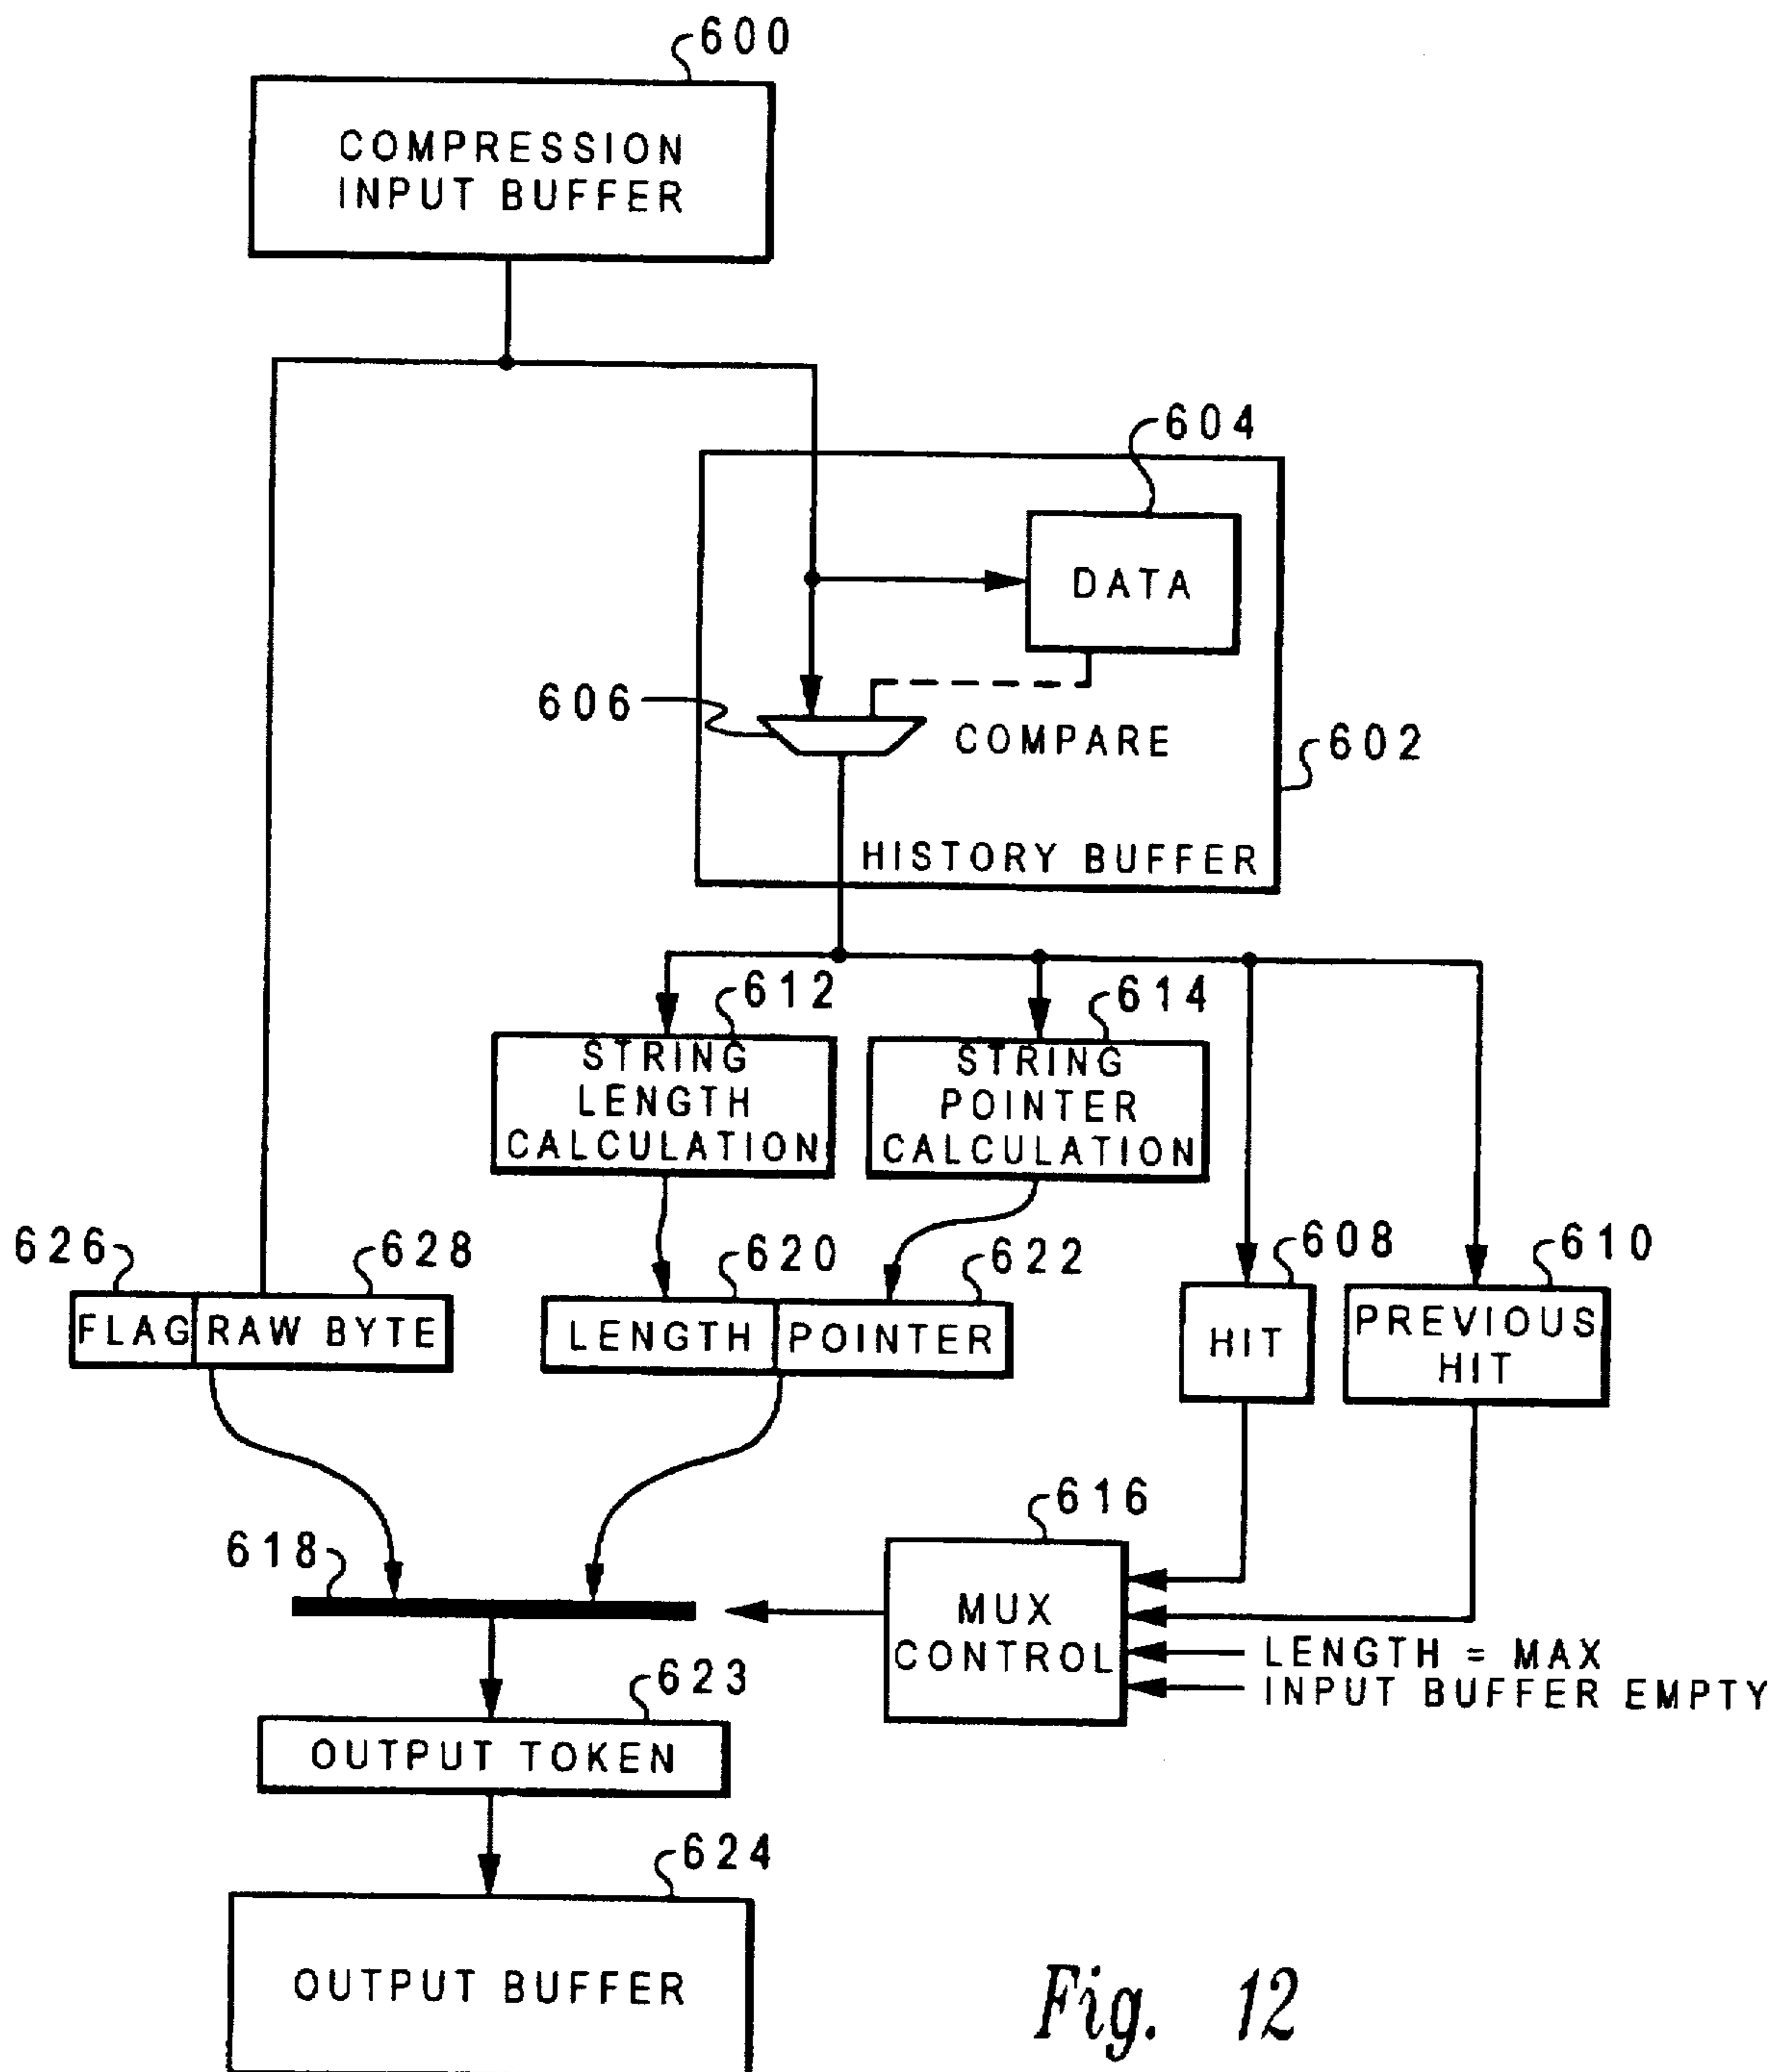 600
COMPRESSION
INPUT BUFFER
604
DATA
606
COMPARE
602
HISTORY BUFFER
612
614
STRING
LENGTH
CALCULATION
STRING
POINTER
CALCULATION
626
628
620
622
608
610
FLAG
RAW BYTE
LENGTH
POINTER
HIT
PREVIOUS
HIT
616
618
MUX
CONTROL
LENGTH = MAX
INPUT BUFFER EMPTY
623
OUTPUT TOKEN
624
OUTPUT BUFFER
Fig. 12